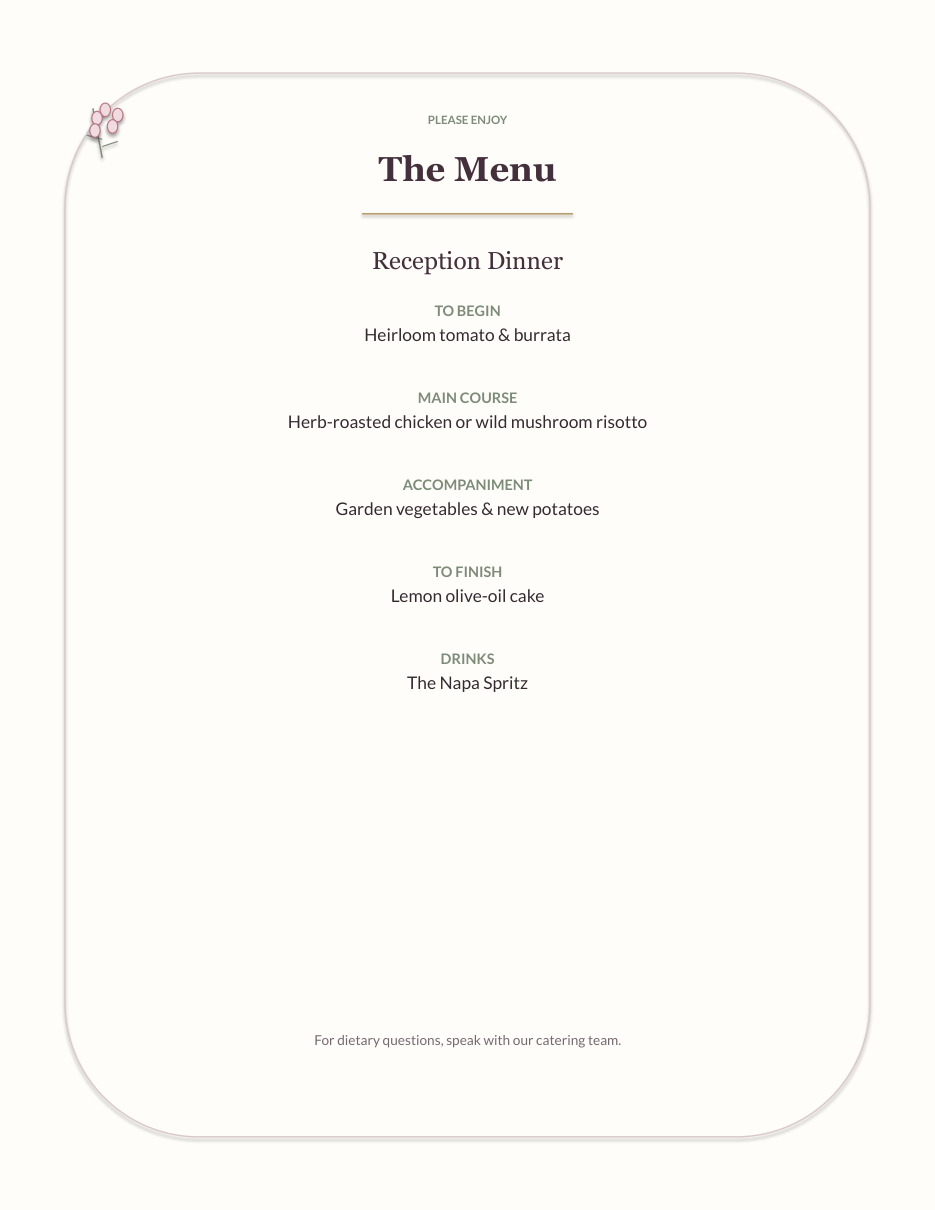 PLEASE ENJOY
The Menu
Reception Dinner
TO BEGIN
Heirloom tomato & burrata
MAIN COURSE
Herb-roasted chicken or wild mushroom risotto
ACCOMPANIMENT
Garden vegetables & new potatoes
TO FINISH
Lemon olive-oil cake
DRINKS
The Napa Spritz
For dietary questions, speak with our catering team.